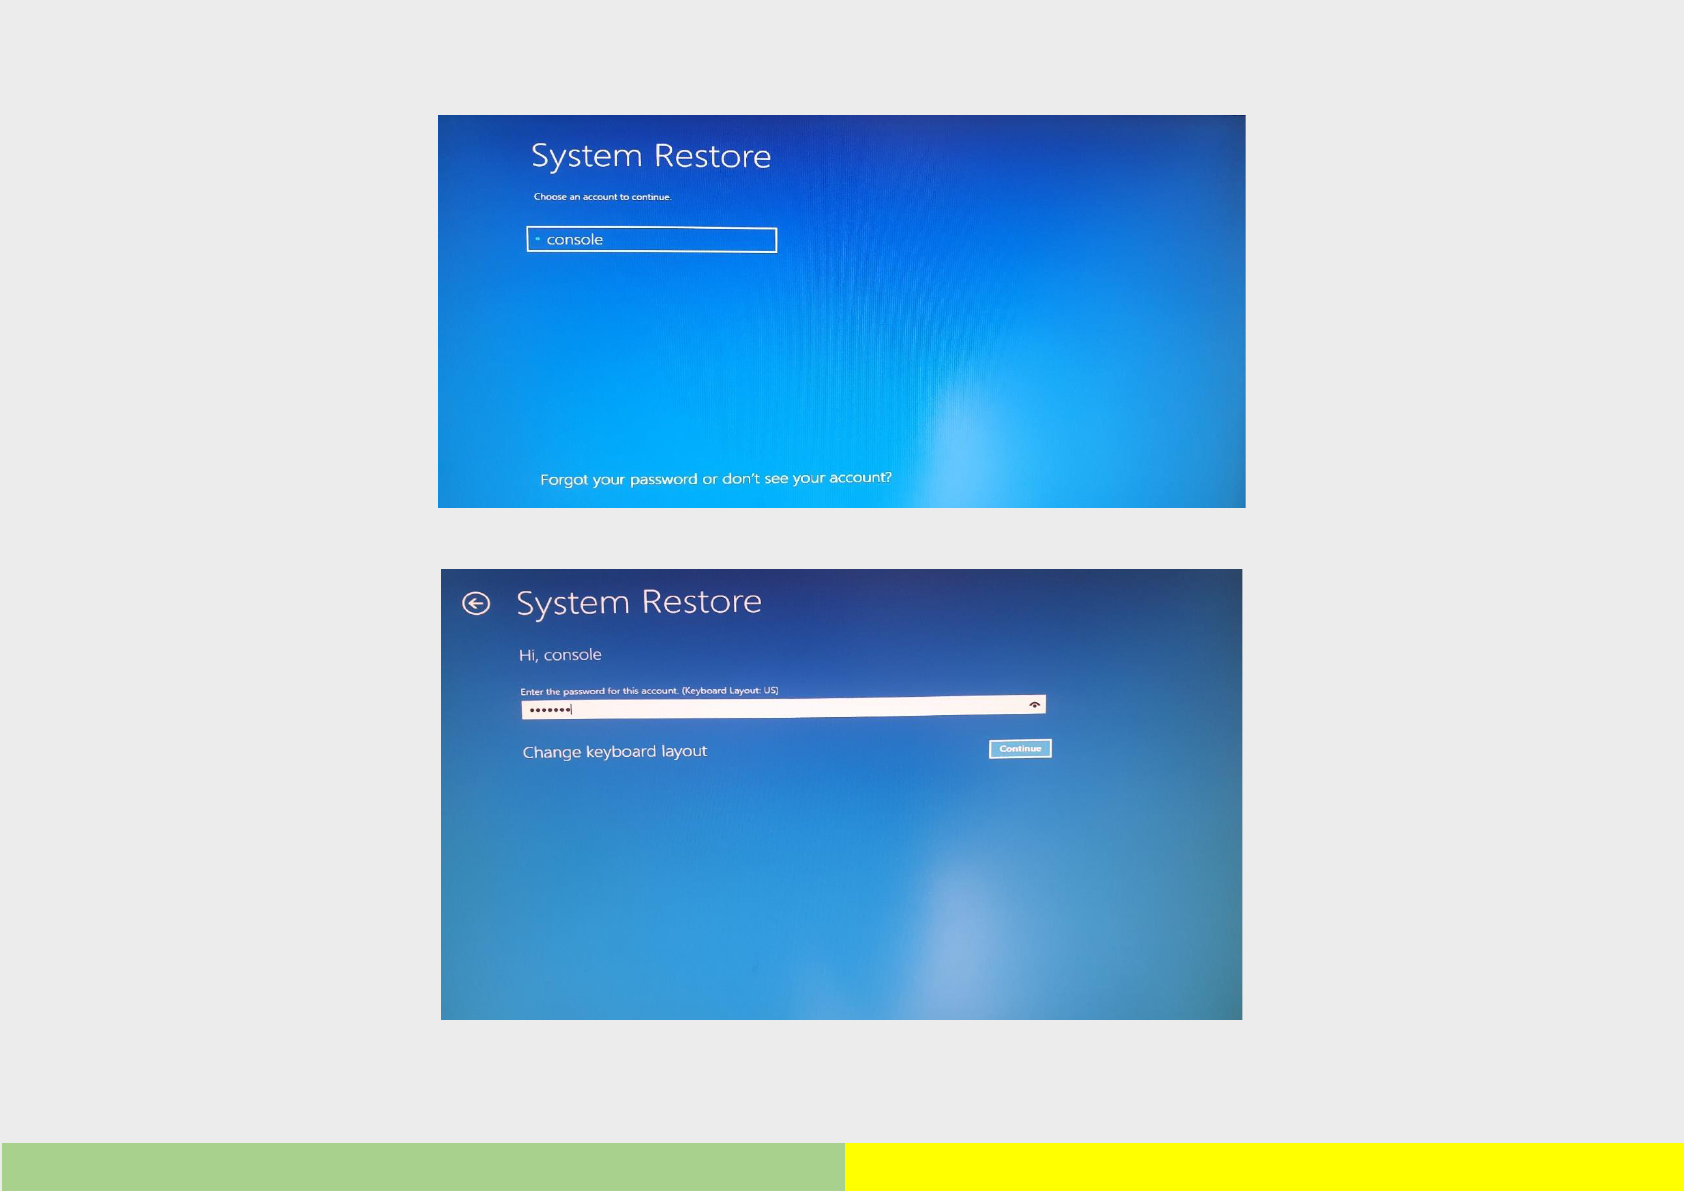 System Restore
Choose an account to continue.
console
Forgot your password or don't see your account?
System Restore
Hi, console
Enter the password for this account. (Keyboard Layout: US)
•••••••
Change keyboard layout
Continue